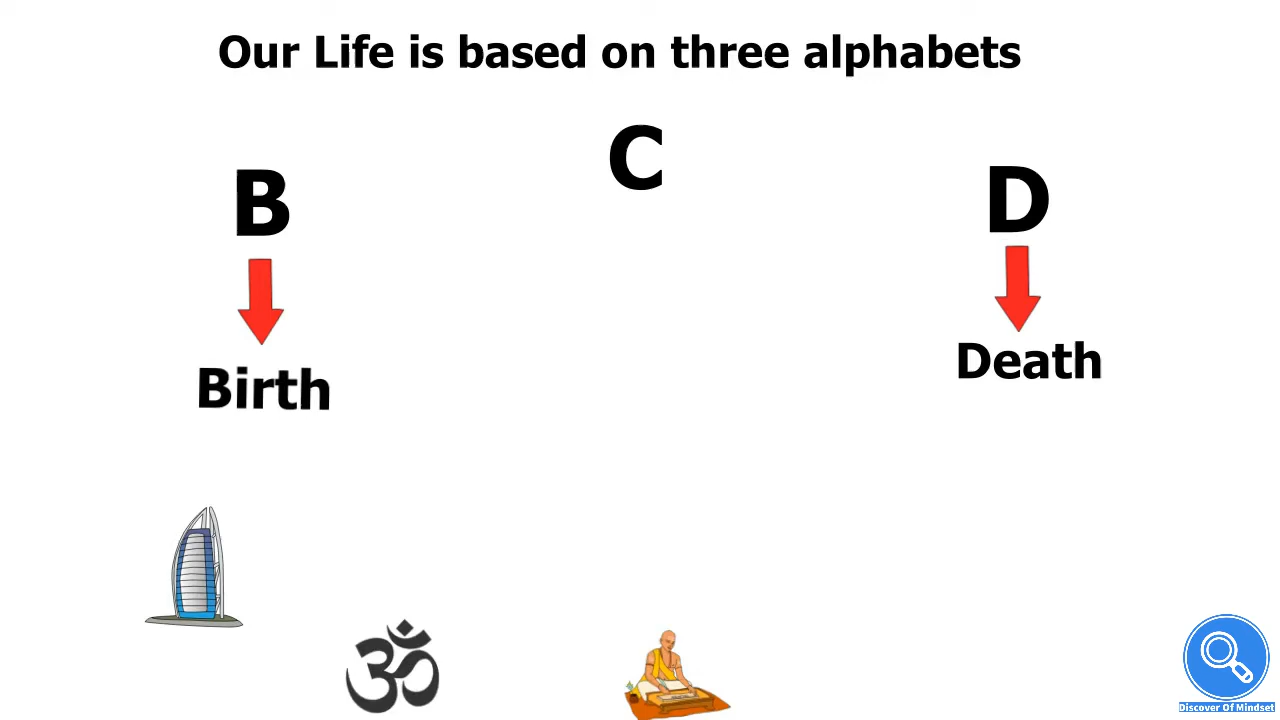 Our Life is based on three alphabets
B
C
D
Birth
Death
ॐ
Discover Of Mindset